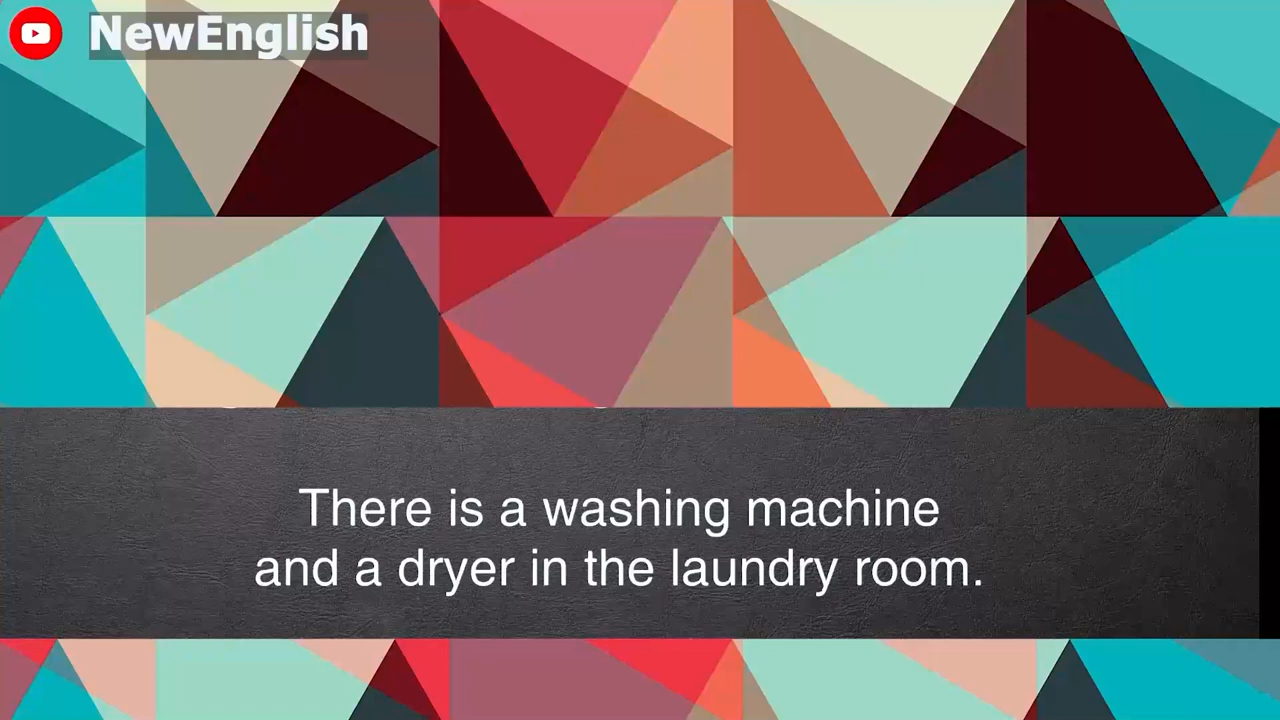 NewEnglish
There is a washing machine
and a dryer in the laundry room.